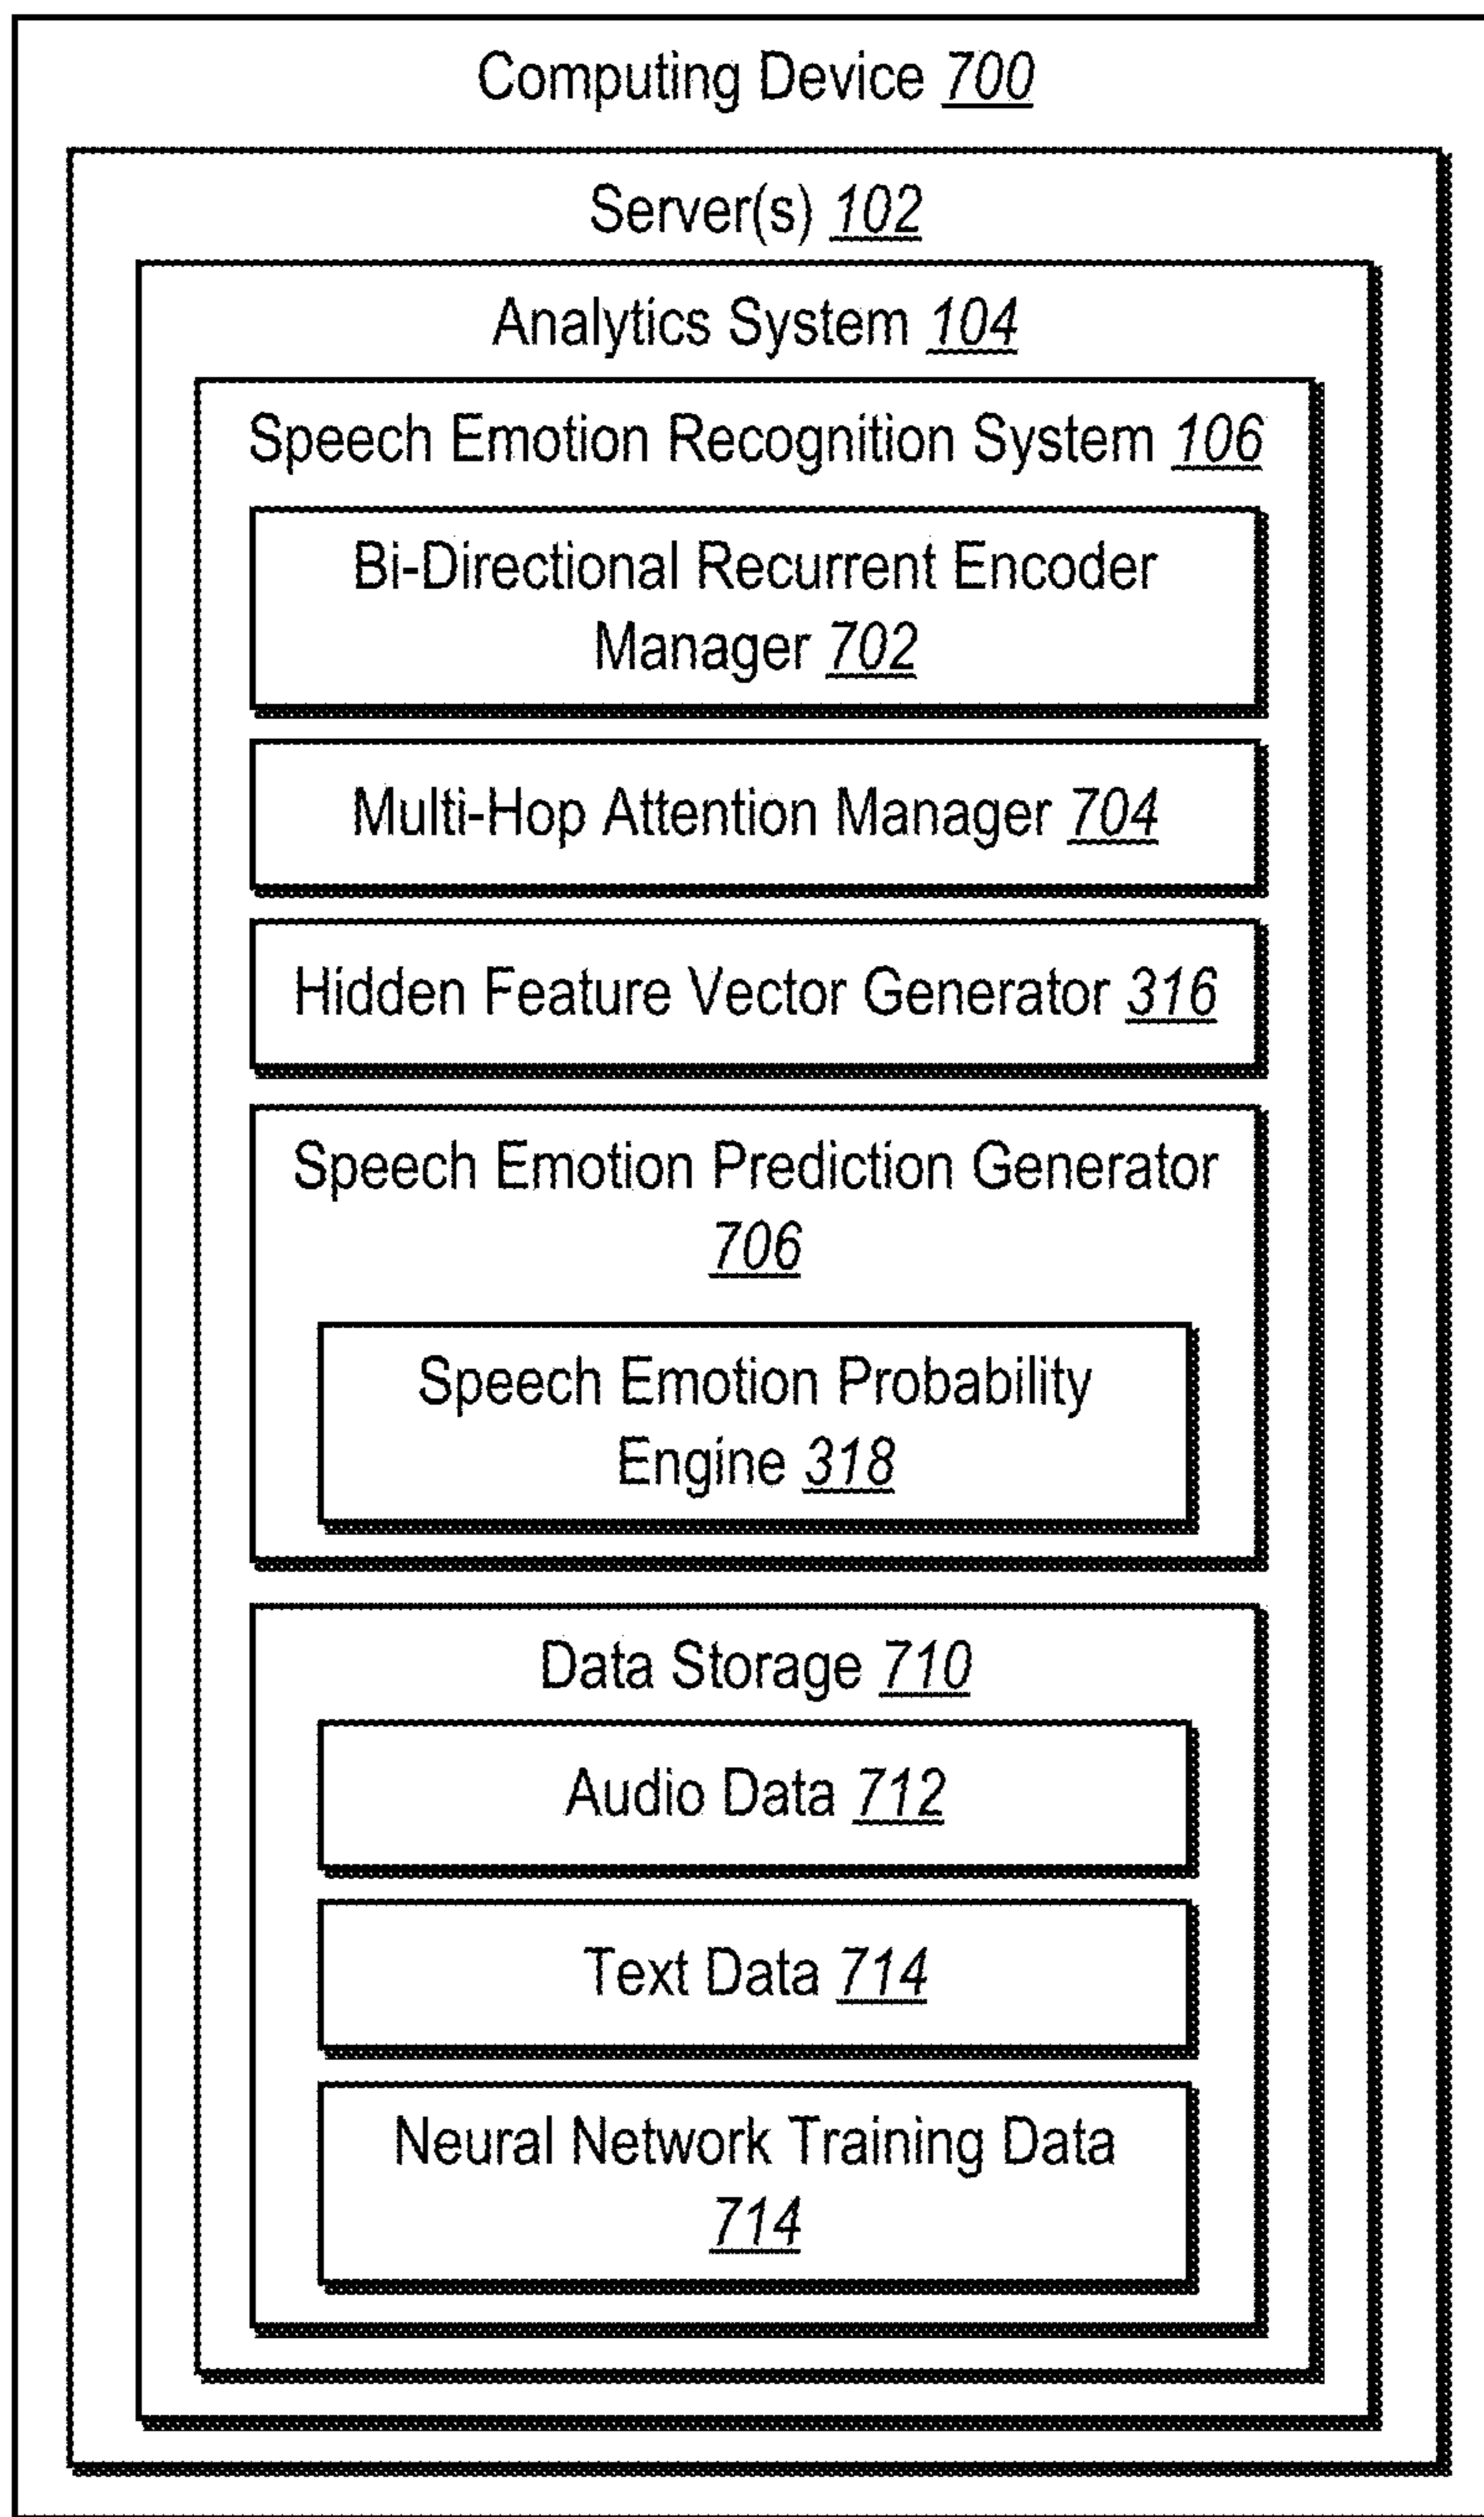 Computing Device 700
Server(s) 102
Analytics System 104
Speech Emotion Recognition System 106
Bi-Directional Recurrent Encoder
Manager 702
Multi-Hop Attention Manager 704
Hidden Feature Vector Generator 316
Speech Emotion Prediction Generator
706
Speech Emotion Probability
Engine 318
Data Storage 710
Audio Data 712
Text Data 714
Neural Network Training Data
714